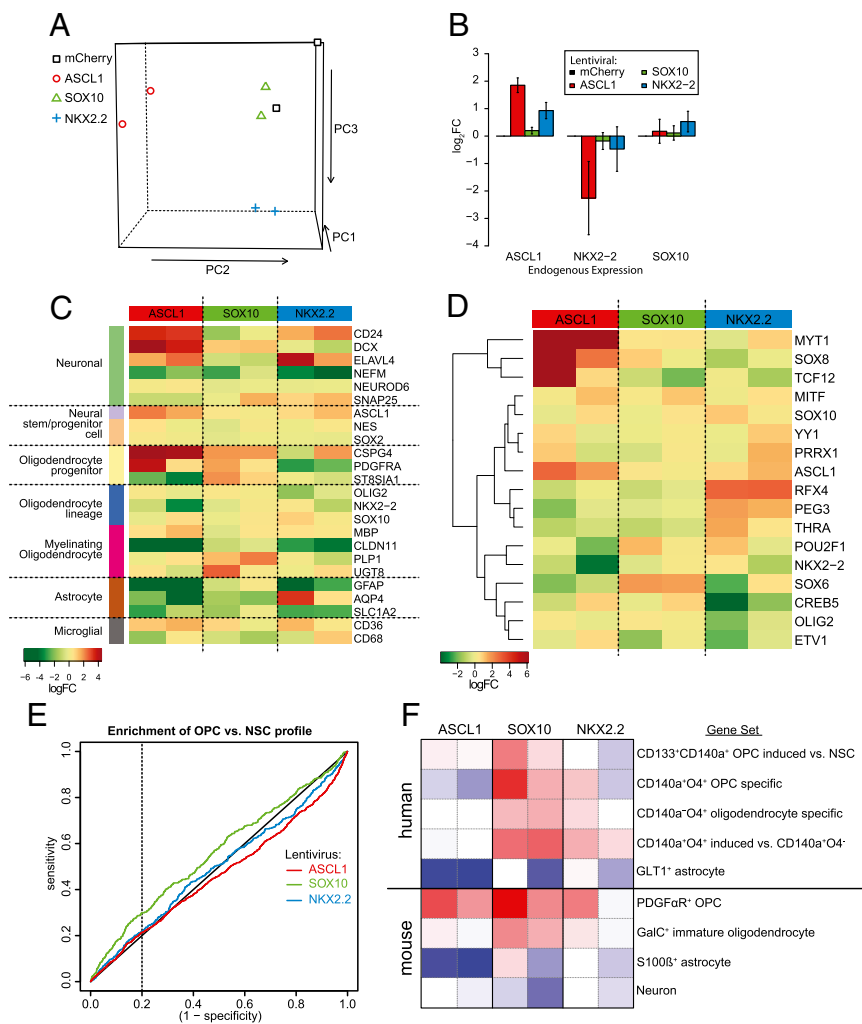 A
mCherry
ASCL1
SOX10
NKX2.2
PC3
PC1
PC2
B
Lentiviral:
mCherry
SOX10
ASCL1
NKX2-2
log2FC
3
2
1
0
−1
−2
−3
−4
ASCL1 NKX2−2 SOX10
Endogenous Expression
C
ASCL1 SOX10 NKX2.2
Neuronal
CD24
DCX
ELAVL4
NEFM
NEUROD6
SNAP25
Neural
stem/progenitor
cell
ASCL1
NES
SOX2
Oligodendrocyte
progenitor
CSPG4
PDGFRA
ST8SIA1
Oligodendrocyte
lineage
OLIG2
NKX2−2
SOX10
Myelinating
Oligodendrocyte
MBP
CLDN11
PLP1
UGT8
Astrocyte
GFAP
AQP4
SLC1A2
Microglial
CD36
CD68
−6 −4 −2 0 2 4
logFC
D
ASCL1 SOX10 NKX2.2
MYT1
SOX8
TCF12
MITF
SOX10
YY1
PRRX1
ASCL1
RFX4
PEG3
THRA
POU2F1
NKX2−2
SOX6
CREB5
OLIG2
ETV1
−2 0 2 4 6
logFC
E
Enrichment of OPC vs. NSC profile
sensitivity
1.0
0.8
0.6
0.4
0.2
0.0
Lentivirus:
ASCL1
SOX10
NKX2.2
0.0 0.2 0.4 0.6 0.8 1.0
(1 − specificity)
F
ASCL1 SOX10 NKX2.2 Gene Set
human
CD133+CD140a+ OPC induced vs. NSC
CD140a+O4+ OPC specific
CD140a-O4+ oligodendrocyte specific
CD140a+O4+ induced vs. CD140a+O4-
GLT1+ astrocyte
mouse
PDGFαR+ OPC
GalC+ immature oligodendrocyte
S100ß+ astrocyte
Neuron